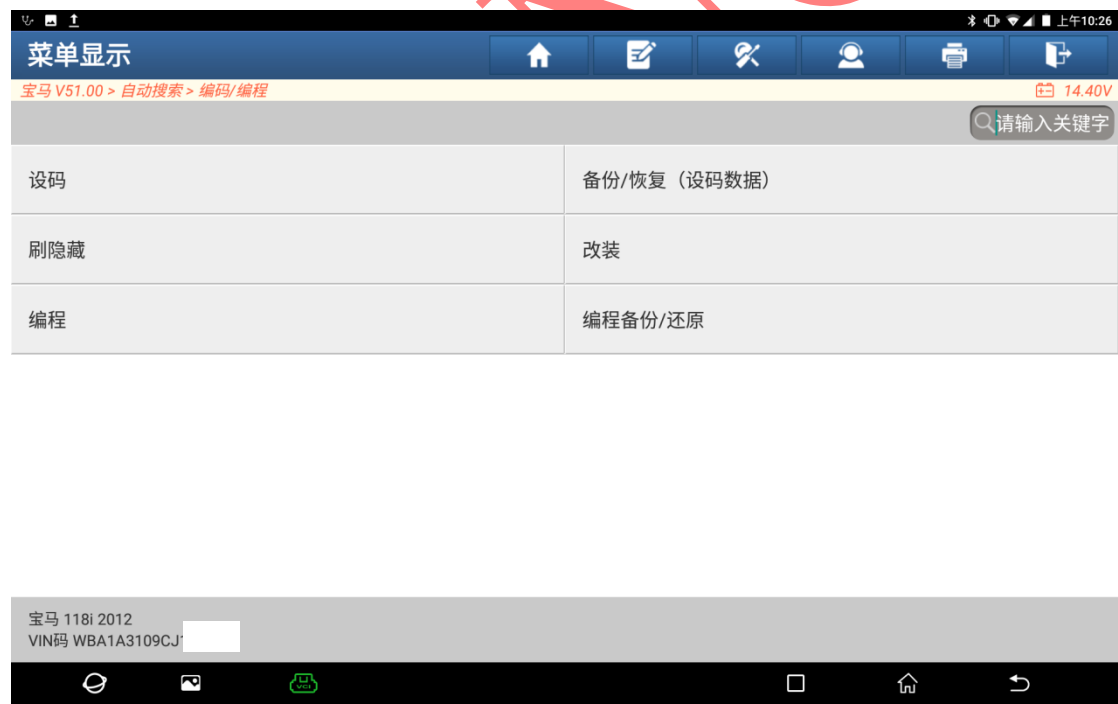 上午10:26
菜单显示
宝马 V51.00 > 自动搜索 > 编码/编程
14.40V
请输入关键字
设码
备份/恢复（设码数据）
刷隐藏
改装
编程
编程备份/还原
宝马 118i 2012
VIN码 WBA1A3109CJ
VCI